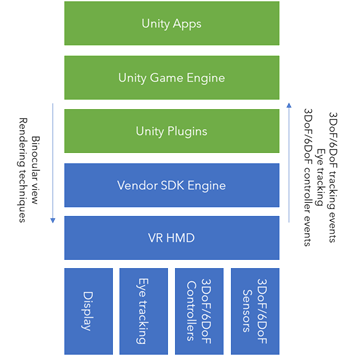 Unity Apps
Unity Game Engine
Unity Plugins
Vendor SDK Engine
VR HMD
Binocular view
Rendering techniques
3DoF/6DoF tracking events
Eye tracking
3DoF/6DoF controller events
Display
Eye tracking
3DoF/6DoF
Controllers
3DoF/6DoF
Sensors